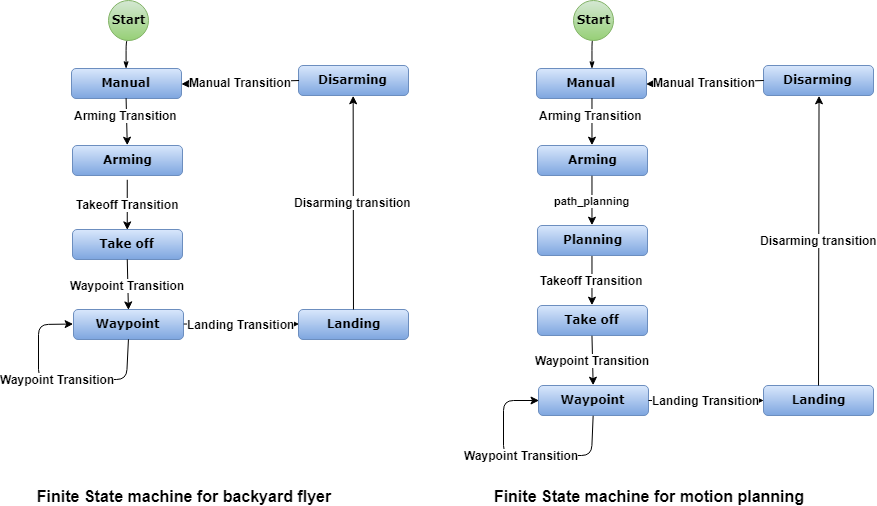 Start
Manual
Manual Transition
Disarming
Arming Transition
Arming
Takeoff Transition
Disarming transition
Take off
Waypoint Transition
Waypoint
Landing Transition
Landing
Waypoint Transition
Finite State machine for backyard flyer
Start
Manual
Manual Transition
Disarming
Arming Transition
Arming
path_planning
Planning
Disarming transition
Takeoff Transition
Take off
Waypoint Transition
Waypoint
Landing Transition
Landing
Waypoint Transition
Finite State machine for motion planning